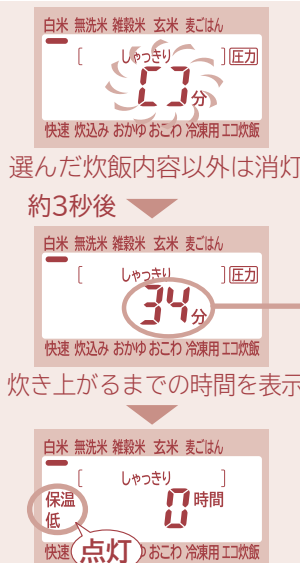 白米 無洗米 雑穀米 玄米 麦ごはん
[ しゃっきり ] 圧力
分
快速 炊込み おかゆ おこわ 冷凍用 エコ炊飯
選んだ炊飯内容以外は消灯
約3秒後
白米 無洗米 雑穀米 玄米 麦ごはん
[ しゃっきり ] 圧力
34分
快速 炊込み おかゆ おこわ 冷凍用 エコ炊飯
炊き上がるまでの時間を表示
白米 無洗米 雑穀米 玄米 麦ごはん
[ しゃっきり ]
保温 0時間
低
快速 点灯 おこわ 冷凍用 エコ炊飯